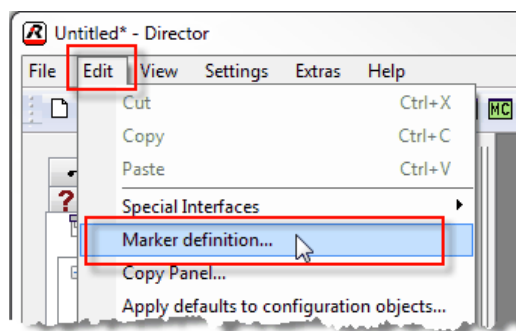 Untitled* - Director
File Edit View Settings Extras Help
MC
Cut Ctrl+X
Copy Ctrl+C
Paste Ctrl+V
Special Interfaces
Marker definition...
Copy Panel...
Apply defaults to configuration objects...